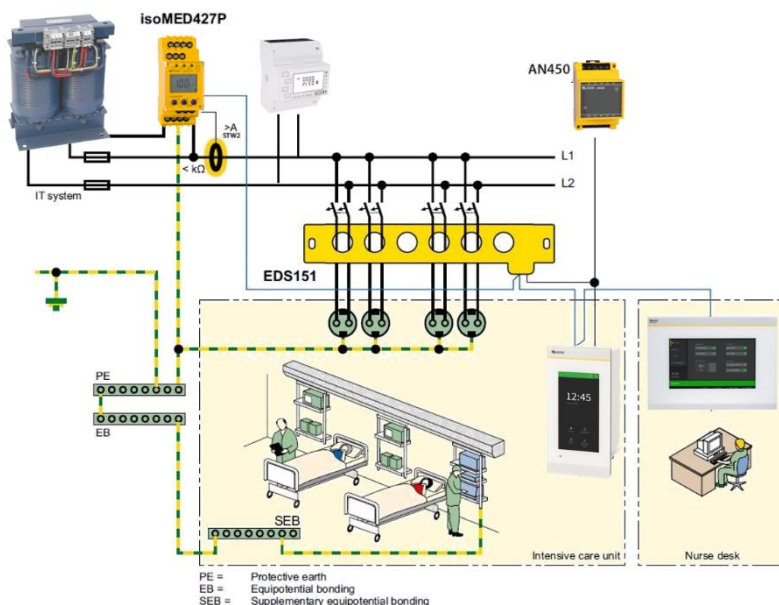 isoMED427P
AN450
>A
STW2
L1
< kΩ
L2
IT system
EDS151
PE
12:45
EB
SEB
Intensive care unit
Nurse desk
PE = Protective earth
EB = Equipotential bonding
SEB = Supplementary equipotential bonding